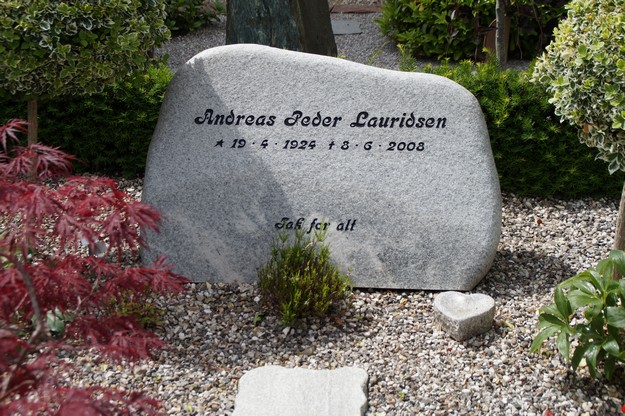 Andreas Peder Lauridsen
★ 19 · 4 · 1924 ✝ 8 · 6 · 2008
Tak for alt